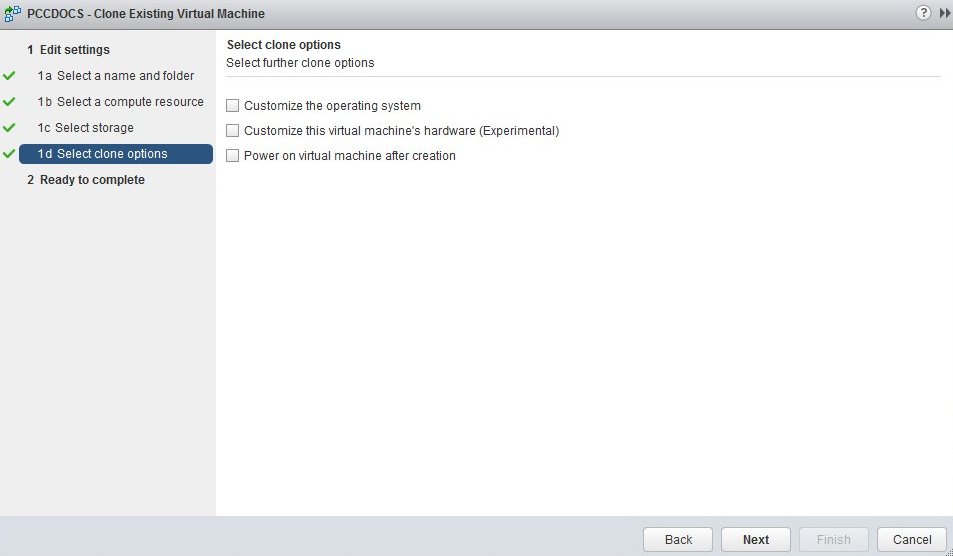 PCCDOCS - Clone Existing Virtual Machine
?
1 Edit settings
1a Select a name and folder
1b Select a compute resource
1c Select storage
1d Select clone options
2 Ready to complete
Select clone options
Select further clone options
Customize the operating system
Customize this virtual machine's hardware (Experimental)
Power on virtual machine after creation
Back Next Finish Cancel